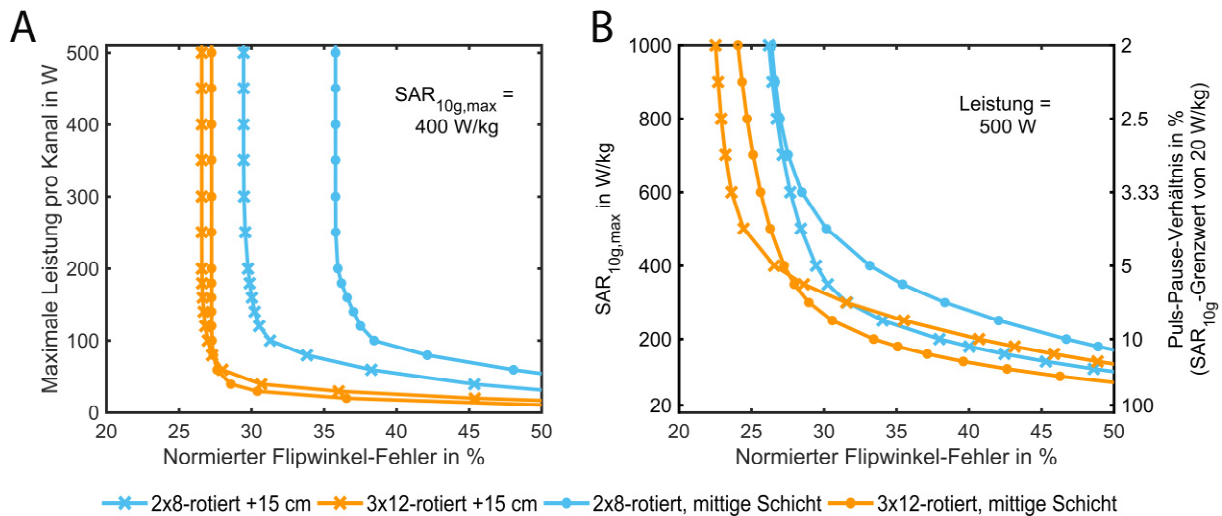 A
Maximale Leistung pro Kanal in W
500
400
300
200
100
0
SAR10g,max =
400 W/kg
20 25 30 35 40 45 50
Normierter Flipwinkel-Fehler in %
B
SAR10g,max in W/kg
1000
800
600
400
200
20
Leistung =
500 W
2
2.5
3.33
5
10
100
Puls-Pause-Verhältnis in %
(SAR10g-Grenzwert von 20 W/kg)
20 25 30 35 40 45 50
Normierter Flipwinkel-Fehler in %
2x8-rotiert +15 cm 3x12-rotiert +15 cm 2x8-rotiert, mittige Schicht 3x12-rotiert, mittige Schicht